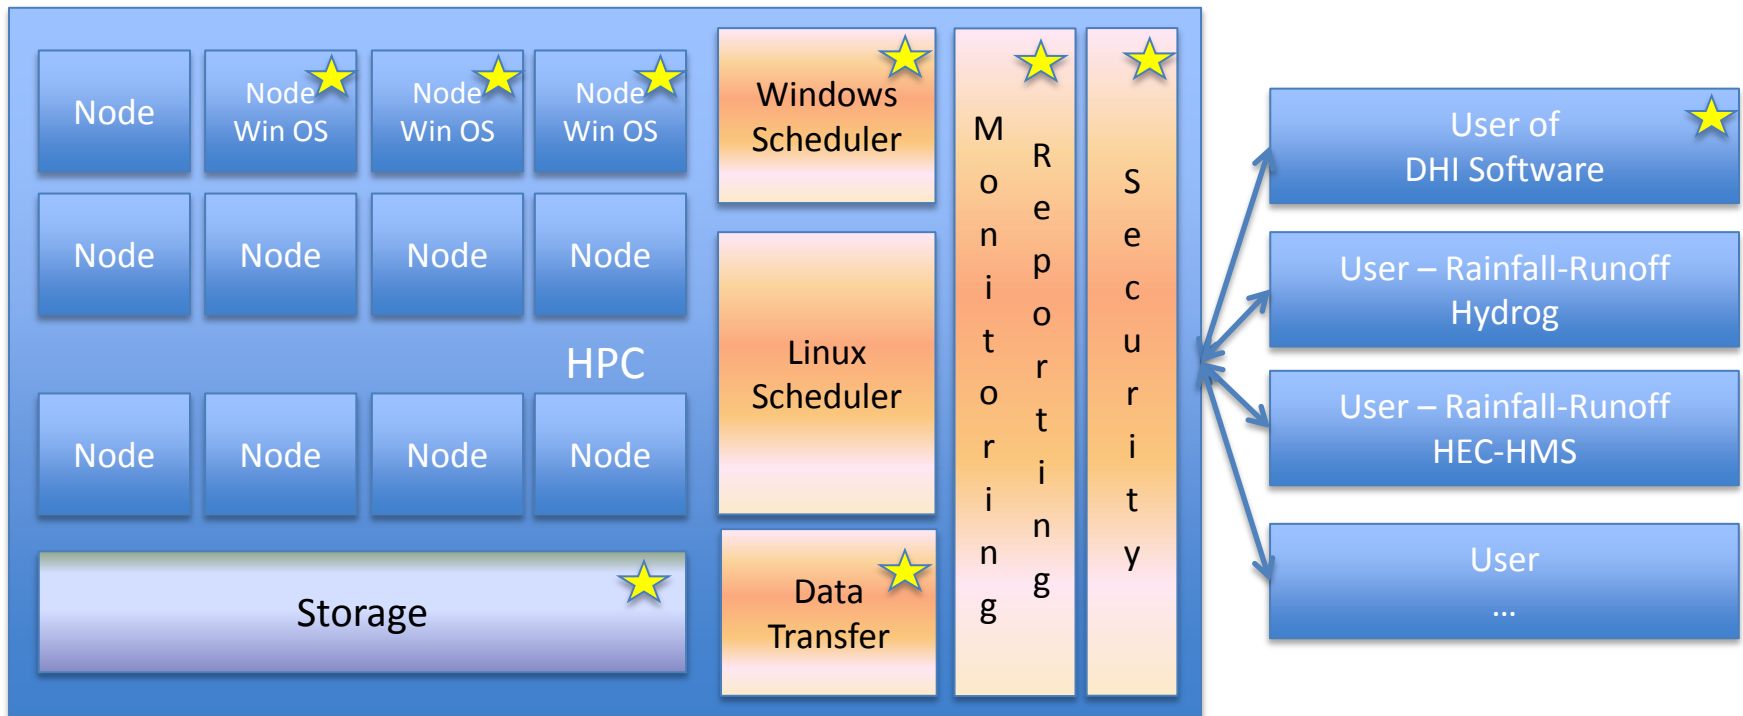 Node
Node
Win OS
Node
Win OS
Node
Win OS
Node
Node
Node
Node
HPC
Node
Node
Node
Node
Storage
Windows
Scheduler
Linux
Scheduler
Data
Transfer
Monitoring
Reporting
Security
User of
DHI Software
User – Rainfall-Runoff
Hydrog
User – Rainfall-Runoff
HEC-HMS
User
...